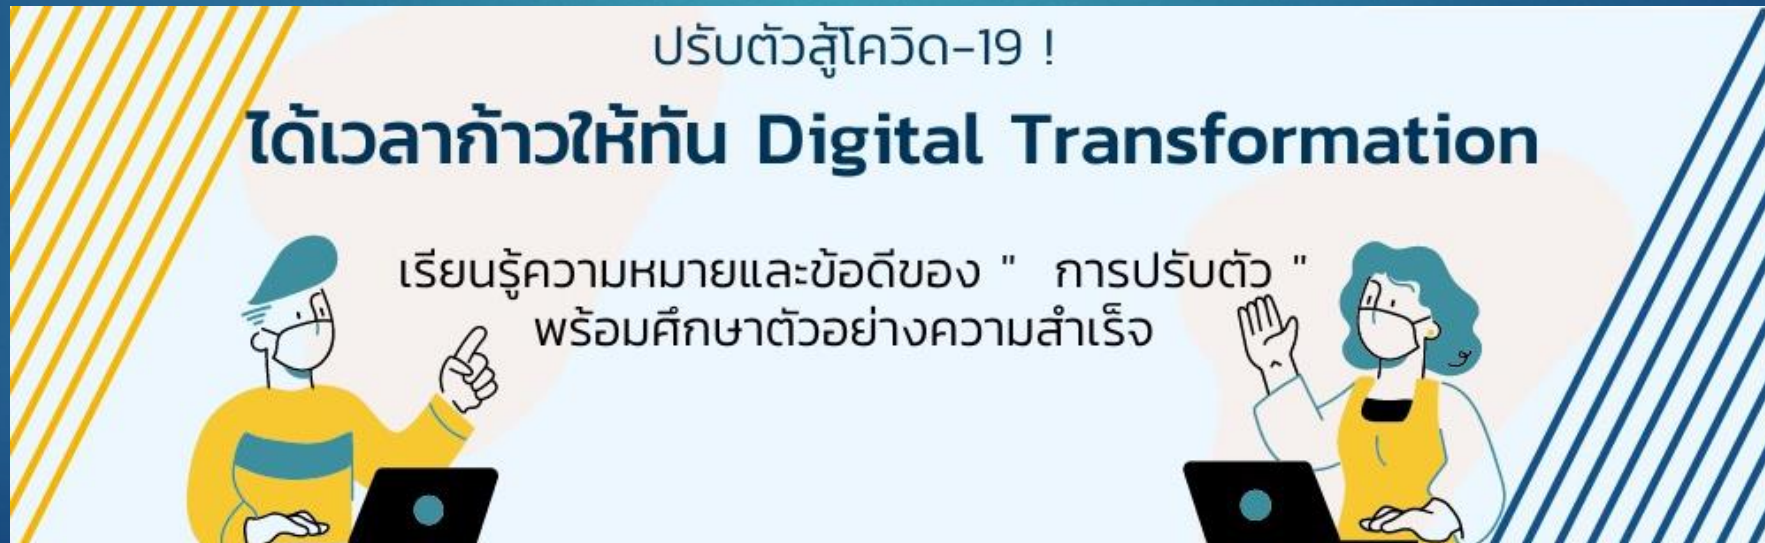 ปรับตัวสู้โควิด-19 !
ได้เวลาก้าวให้ทัน Digital Transformation
เรียนรู้ความหมายและข้อดีของ " การปรับตัว "
พร้อมศึกษาตัวอย่างความสำเร็จ